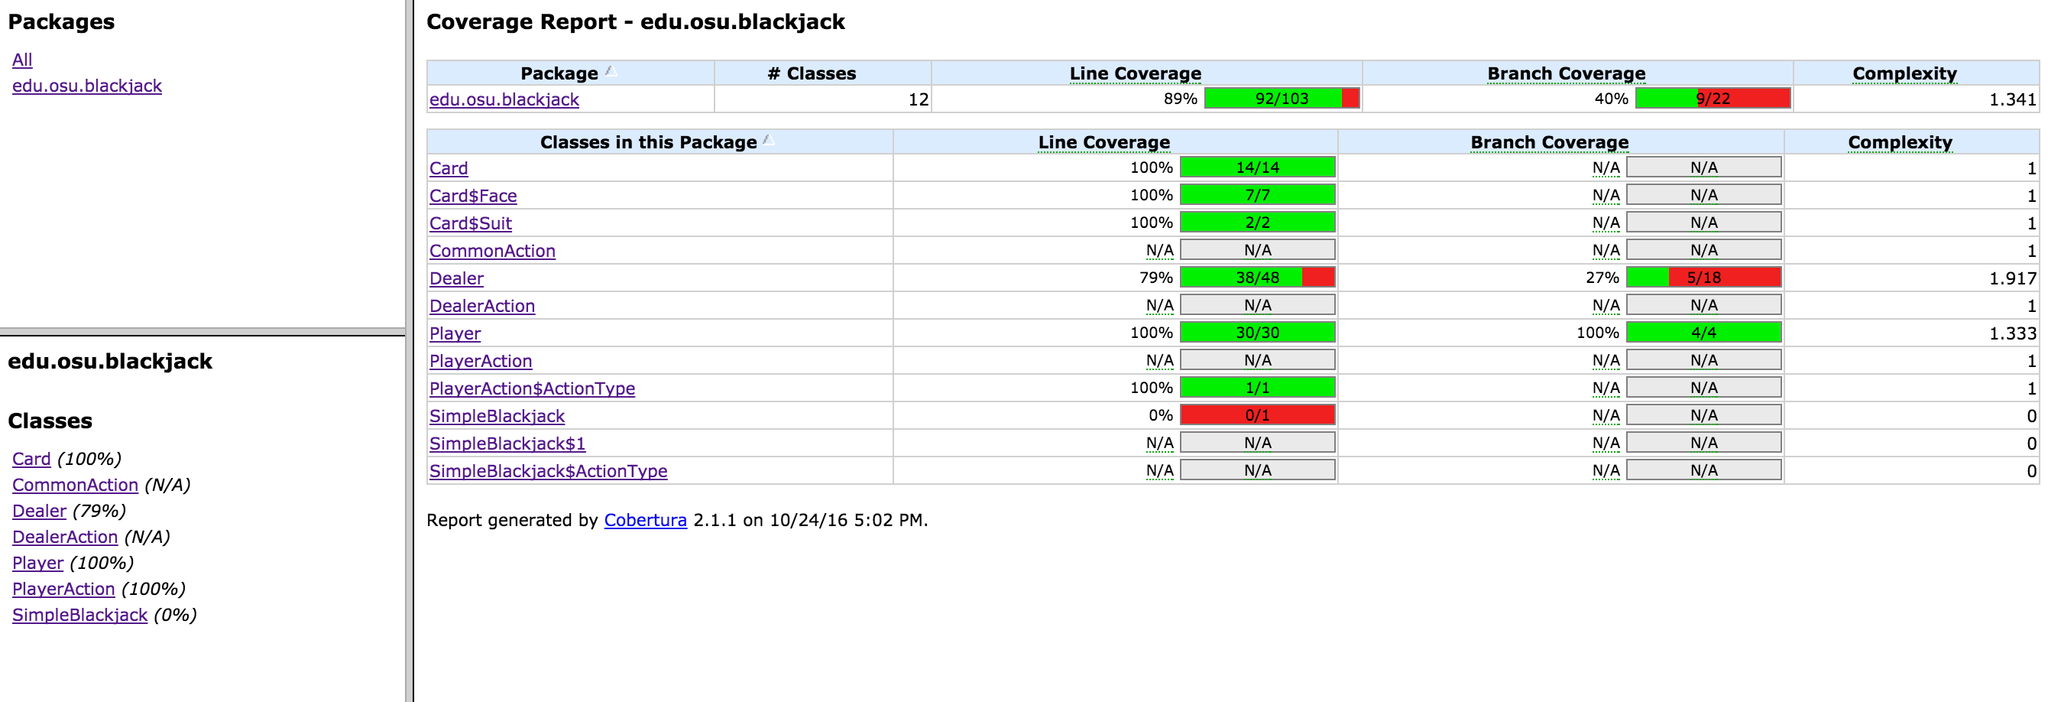 Packages
All
edu.osu.blackjack
edu.osu.blackjack
Classes
Card (100%)
CommonAction (N/A)
Dealer (79%)
DealerAction (N/A)
Player (100%)
PlayerAction (100%)
SimpleBlackjack (0%)
Coverage Report - edu.osu.blackjack
Package # Classes Line Coverage Branch Coverage Complexity
edu.osu.blackjack 12 89% 92/103 40% 9/22 1.341
Classes in this Package Line Coverage Branch Coverage Complexity
Card 100% 14/14 N/A N/A 1
Card$Face 100% 7/7 N/A N/A 1
Card$Suit 100% 2/2 N/A N/A 1
CommonAction N/A N/A N/A N/A 1
Dealer 79% 38/48 27% 5/18 1.917
DealerAction N/A N/A N/A N/A 1
Player 100% 30/30 100% 4/4 1.333
PlayerAction N/A N/A N/A N/A 1
PlayerAction$ActionType 100% 1/1 N/A N/A 1
SimpleBlackjack 0% 0/1 N/A N/A 0
SimpleBlackjack$1 N/A N/A N/A N/A 0
SimpleBlackjack$ActionType N/A N/A N/A N/A 0
Report generated by Cobertura 2.1.1 on 10/24/16 5:02 PM.